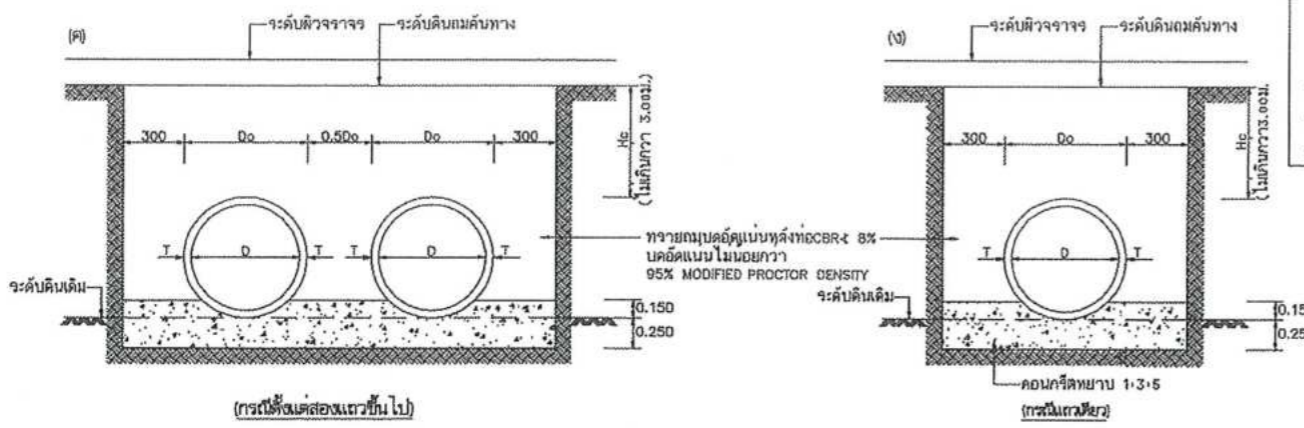 (ค)
ระดับผิวจราจร
ระดับดินถมคันทาง
300
Do
0.5Do
Do
300
Hc
(ไม่เกินกว่า 3.00ม.)
T
D
T
T
D
T
ระดับดินเดิม
0.15D
0.25D
(กรณีตั้งแต่สองแถวขึ้นไป)
ทรายถมบดอัดแน่นหลังท่อCBR≮ 8%
บดอัดแน่นไม่น้อยกว่า
95% MODIFIED PROCTOR DENSITY
(ง)
ระดับผิวจราจร
ระดับดินถมคันทาง
300
Do
300
Hc
(ไม่เกินกว่า3.00ม.
T
D
T
ระดับดินเดิม
0.15
0.25
คอนกรีตหยาบ 1:3:5
(กรณีแถวเดียว)